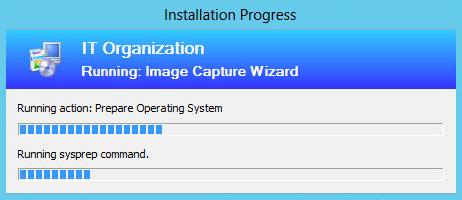 Installation Progress
IT Organization
Running: Image Capture Wizard
Running action: Prepare Operating System
Running sysprep command.